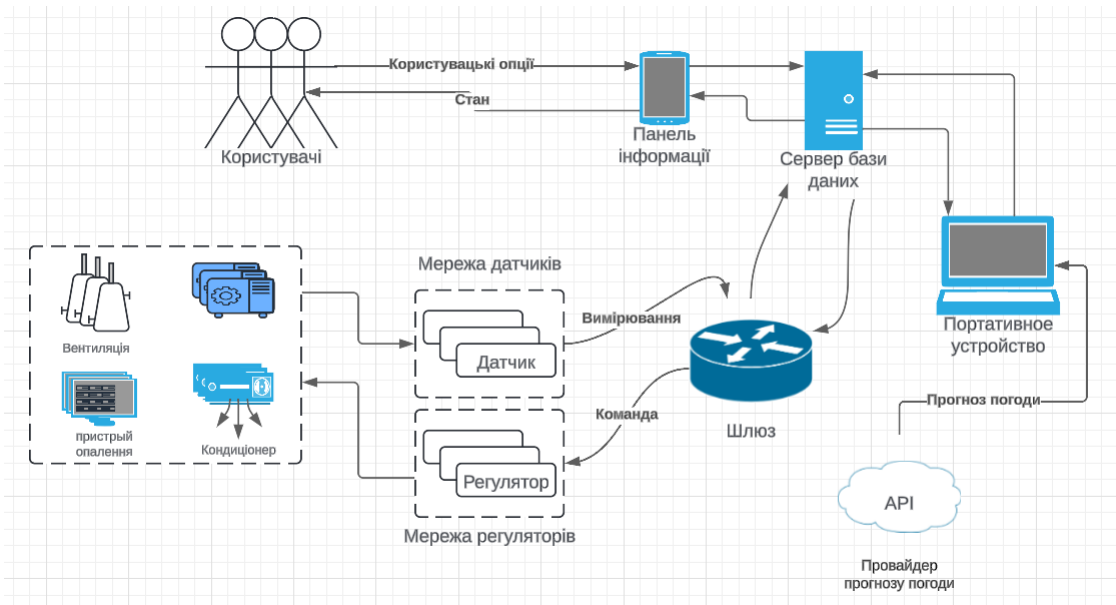 Користувацькі опції
Стан
Користувачі
Панель
інформації
Сервер бази
даних
Мережа датчиків
Вимірювання
Датчик
Вентиляція
Портативное
устройство
Прогноз погоди
Команда
Шлюз
пристрый
опалення
Кондиціонер
Регулятор
Мережа регуляторів
API
Провайдер
прогнозу погоди